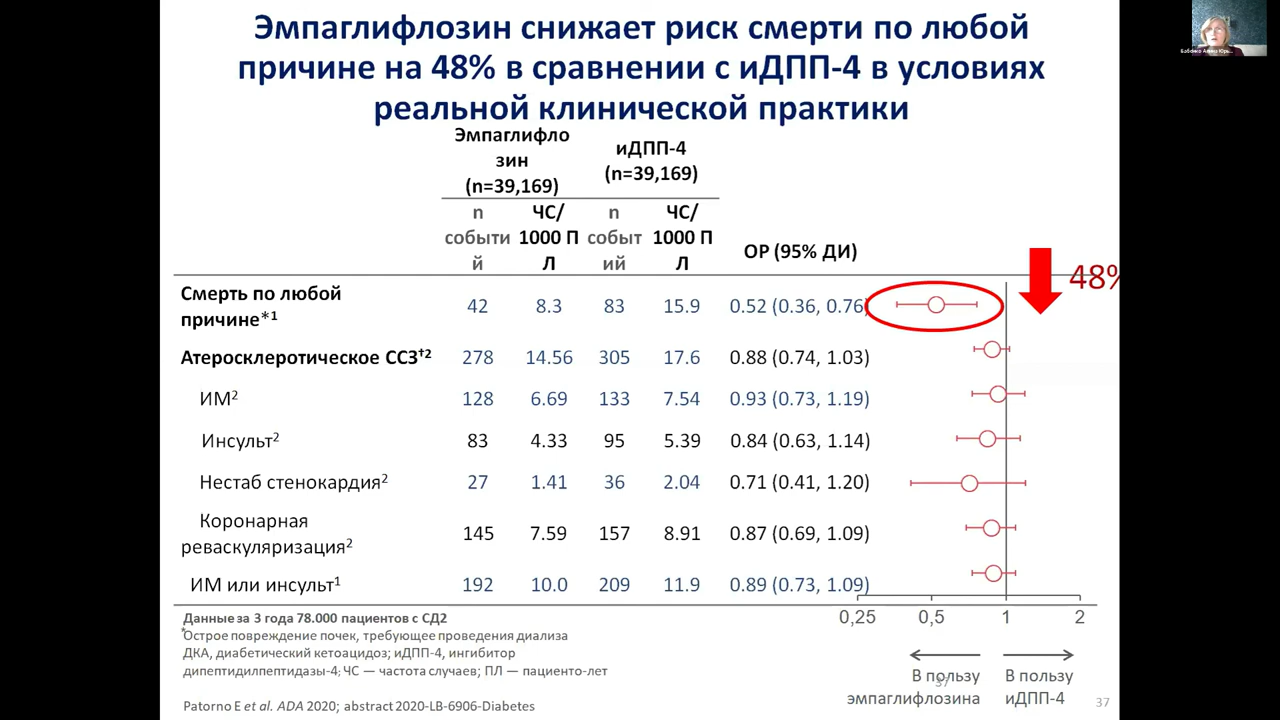 Эмпаглифлозин снижает риск смерти по любой
причине на 48% в сравнении с иДПП-4 в условиях
реальной клинической практики
Эмпаглифло
зин
(n=39,169)
иДПП-4
(n=39,169)
n
событи
й
ЧС/
1000 П
Л
n
событ
ий
ЧС/
1000 П
Л
ОР (95% ДИ)
48%
Смерть по любой
причине*1 42 8.3 83 15.9 0.52 (0.36, 0.76)
Атеросклеротическое ССЗ†2 278 14.56 305 17.6 0.88 (0.74, 1.03)
ИМ2 128 6.69 133 7.54 0.93 (0.73, 1.19)
Инсульт2 83 4.33 95 5.39 0.84 (0.63, 1.14)
Нестаб стенокардия2 27 1.41 36 2.04 0.71 (0.41, 1.20)
Коронарная
реваскуляризация2 145 7.59 157 8.91 0.87 (0.69, 1.09)
ИМ или инсульт1 192 10.0 209 11.9 0.89 (0.73, 1.09)
0,25 0,5 1 2
В пользу
эмпаглифлозина
В пользу
иДПП-4
Данные за 3 года 78.000 пациентов с СД2
*Острое повреждение почек, требующее проведения диализа
ДКА, диабетический кетоацидоз; иДПП-4, ингибитор
дипептидилпептидазы-4; ЧС — частота случаев; ПЛ — пациенто-лет
Patorno E et al. ADA 2020; abstract 2020-LB-6906-Diabetes
37
37